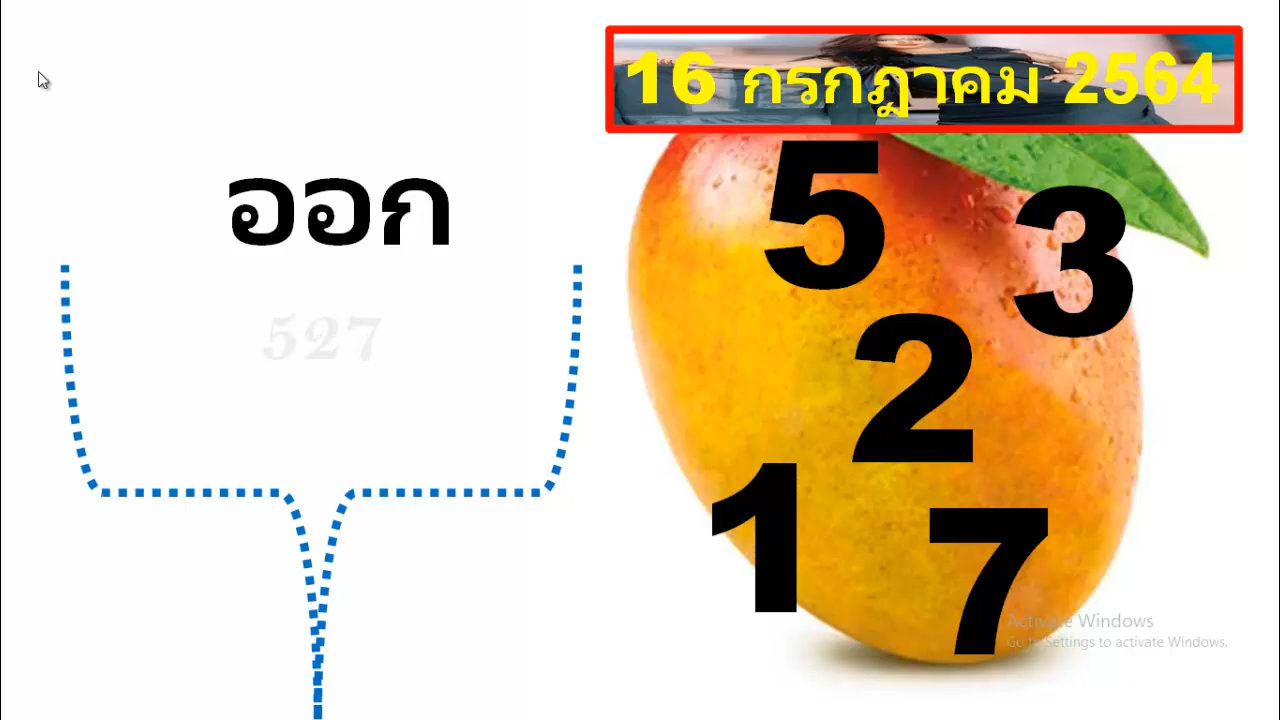 16 กรกฎาคม 2564
ออก
527
5
3
2
1
7
Activate Windows
Go to Settings to activate Windows.